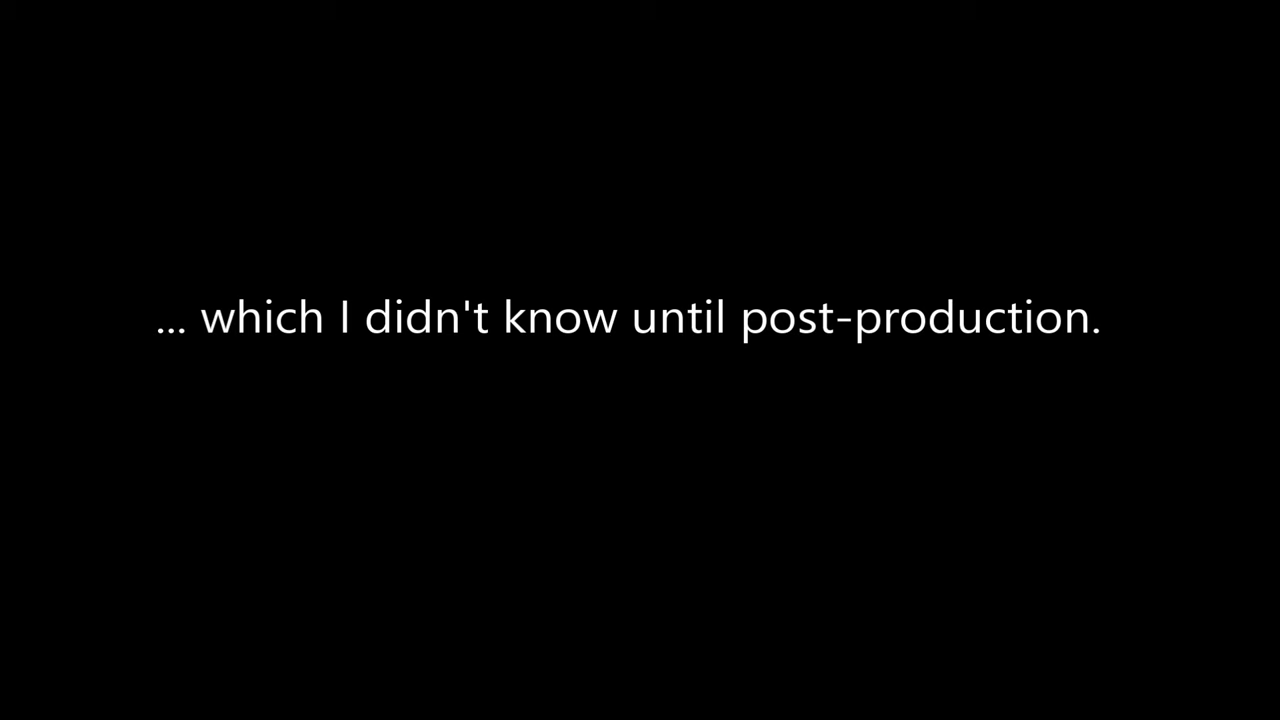 ... which I didn't know until post-production.